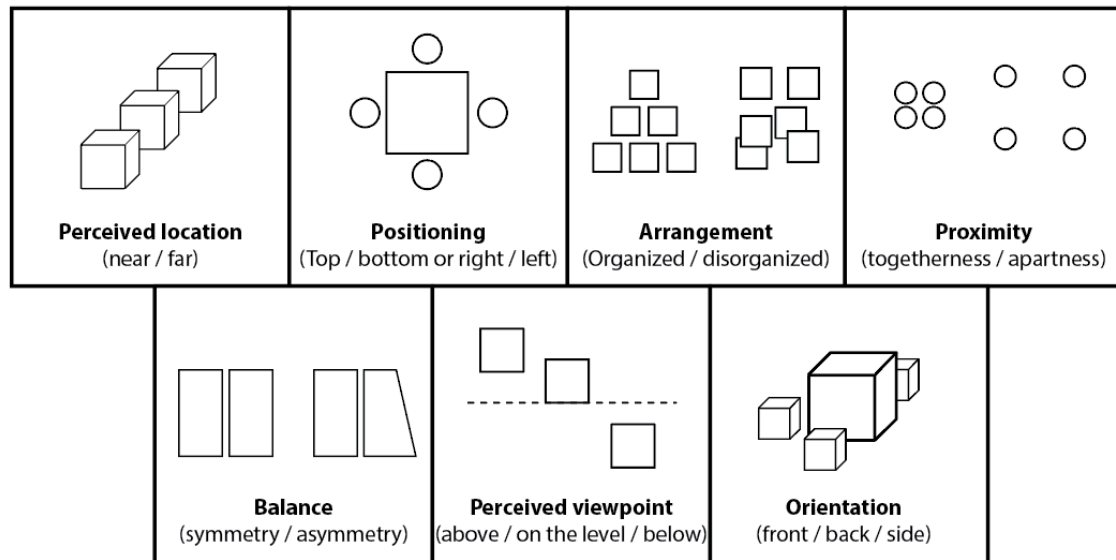 Perceived location
(near / far)
Positioning
(Top / bottom or right / left)
Arrangement
(Organized / disorganized)
Proximity
(togetherness / apartness)
Balance
(symmetry / asymmetry)
Perceived viewpoint
(above / on the level / below)
Orientation
(front / back / side)